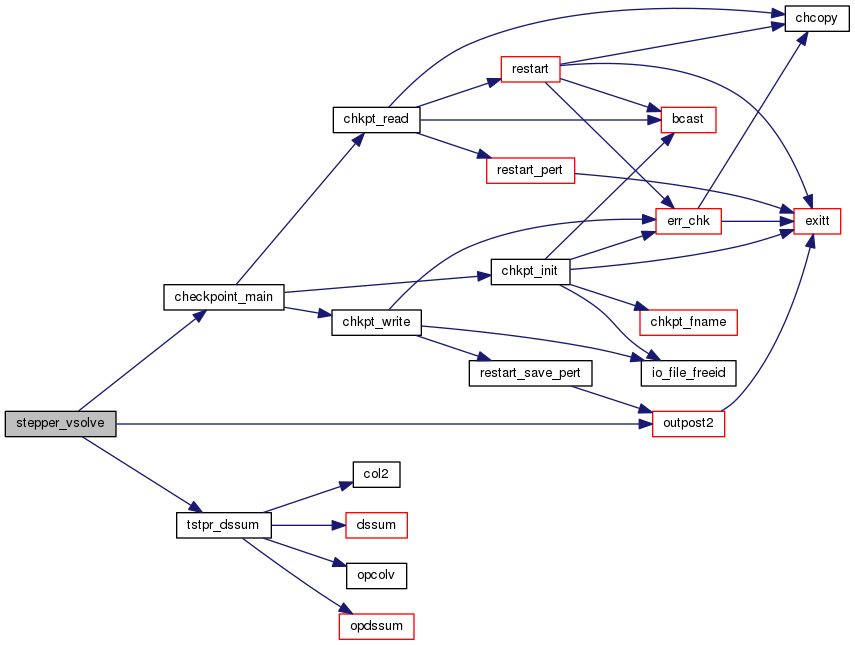 chcopy
restart
chkpt_read
bcast
restart_pert
err_chk
exitt
chkpt_init
checkpoint_main
chkpt_write
chkpt_fname
restart_save_pert
io_file_freeid
stepper_vsolve
outpost2
col2
tstpr_dssum
dssum
opcolv
opdssum